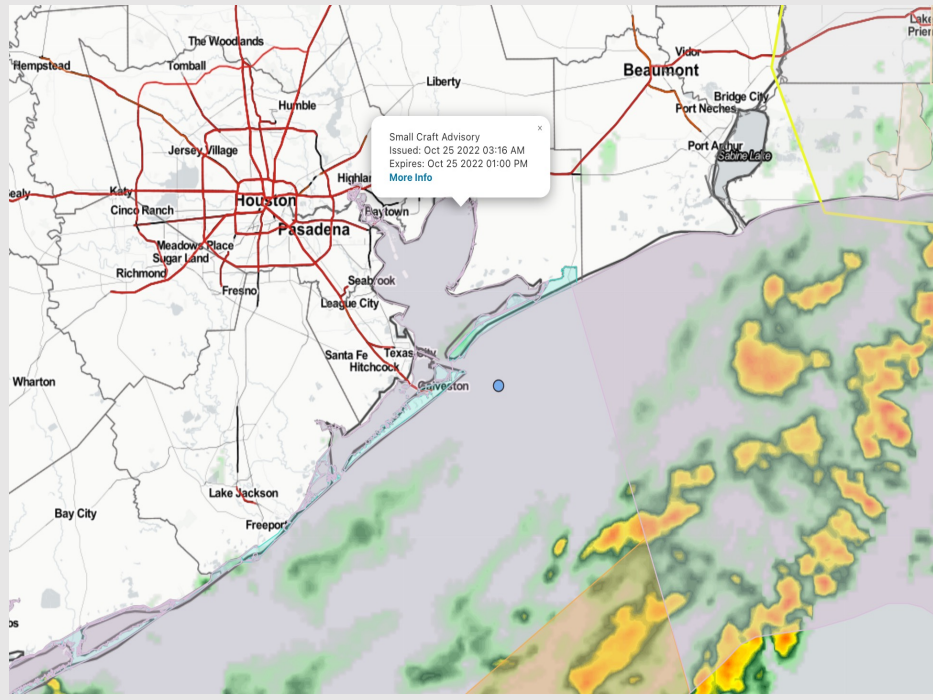 Lake
Prien
The Woodlands
Vidor
Hempstead
Tomball
Beaumont
Liberty
Bridge City
Humble
Port Neches
Small Craft Advisory
Issued: Oct 25 2022 03:16 AM
Expires: Oct 25 2022 01:00 PM
More Info
Jersey Village
Port Arthur
Sabine Lake
Highlan
ealy
Katy
Houston
Cinco Ranch
Baytown
Pasadena
Meadows Place
Sugar Land
Richmond
Seabrook
Fresno
League City
Santa Fe
Texas City
Hitchcock
Wharton
Galveston
Lake Jackson
Bay City
Freeport
os